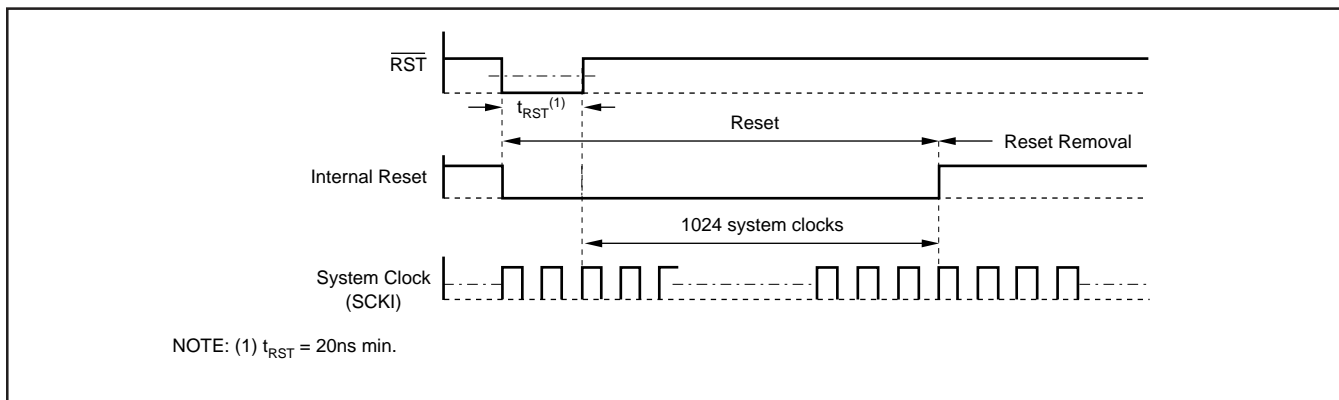 RST
t_RST(1)
Reset
Reset Removal
Internal Reset
1024 system clocks
System Clock
(SCKI)
NOTE: (1) t_RST = 20ns min.